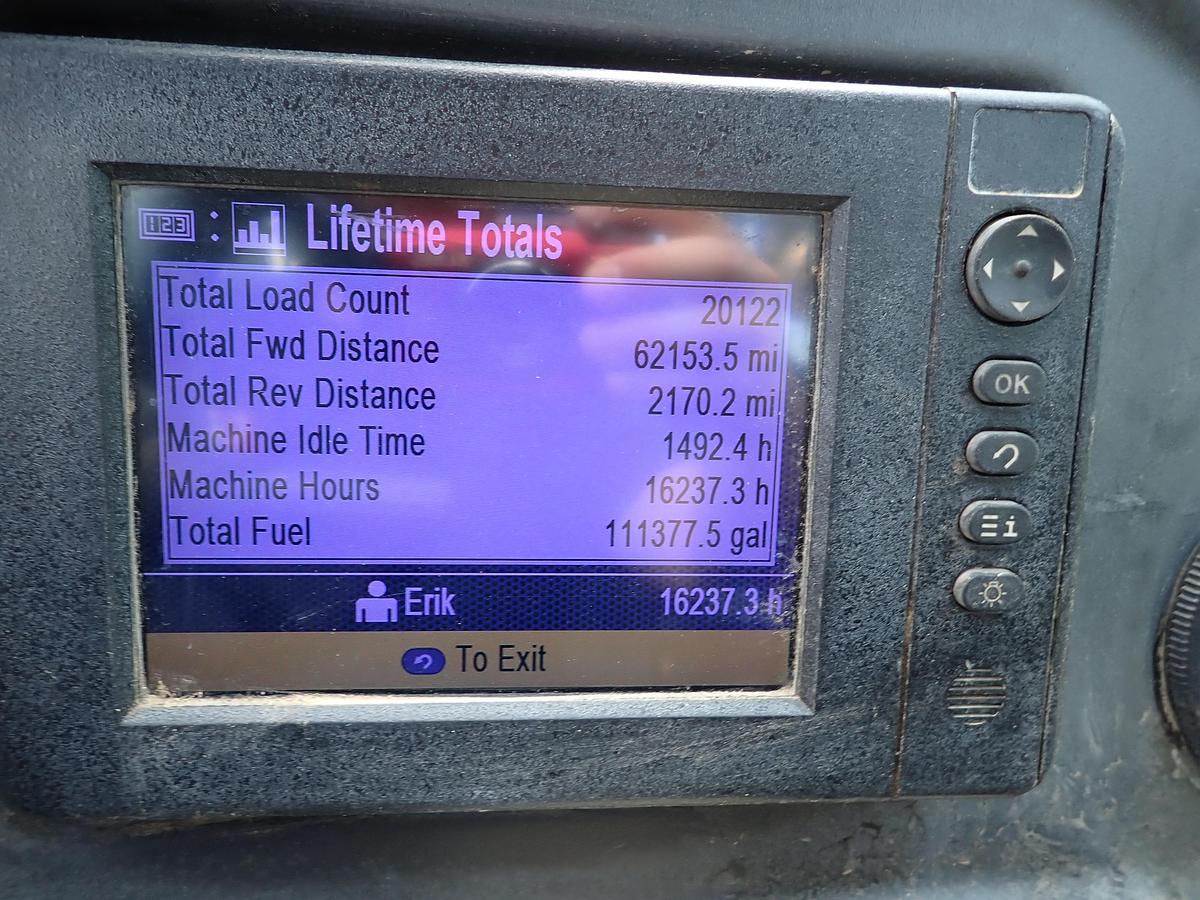 123 : Lifetime Totals
Total Load Count 20122
Total Fwd Distance 62153.5 mi
Total Rev Distance 2170.2 mi
Machine Idle Time 1492.4 h
Machine Hours 16237.3 h
Total Fuel 111377.5 gal
Erik 16237.3 h
To Exit
OK
i